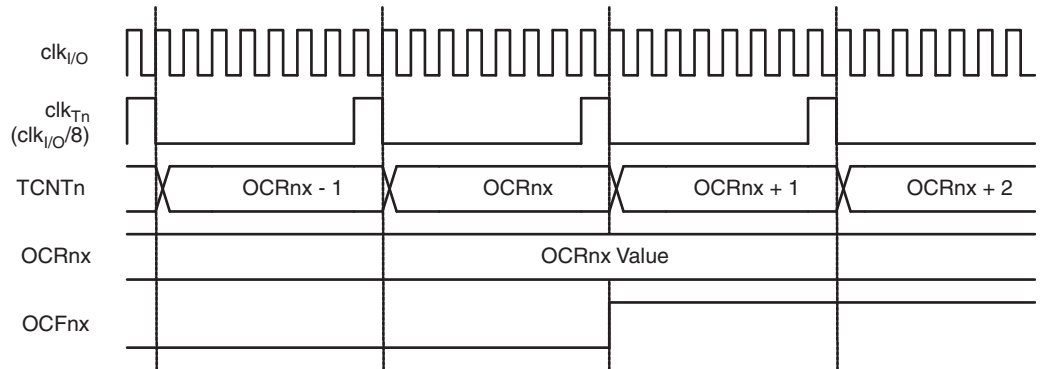 clkI/O
clkTn
(clkI/O/8)
TCNTn
OCRnx - 1
OCRnx
OCRnx + 1
OCRnx + 2
OCRnx
OCRnx Value
OCFnx